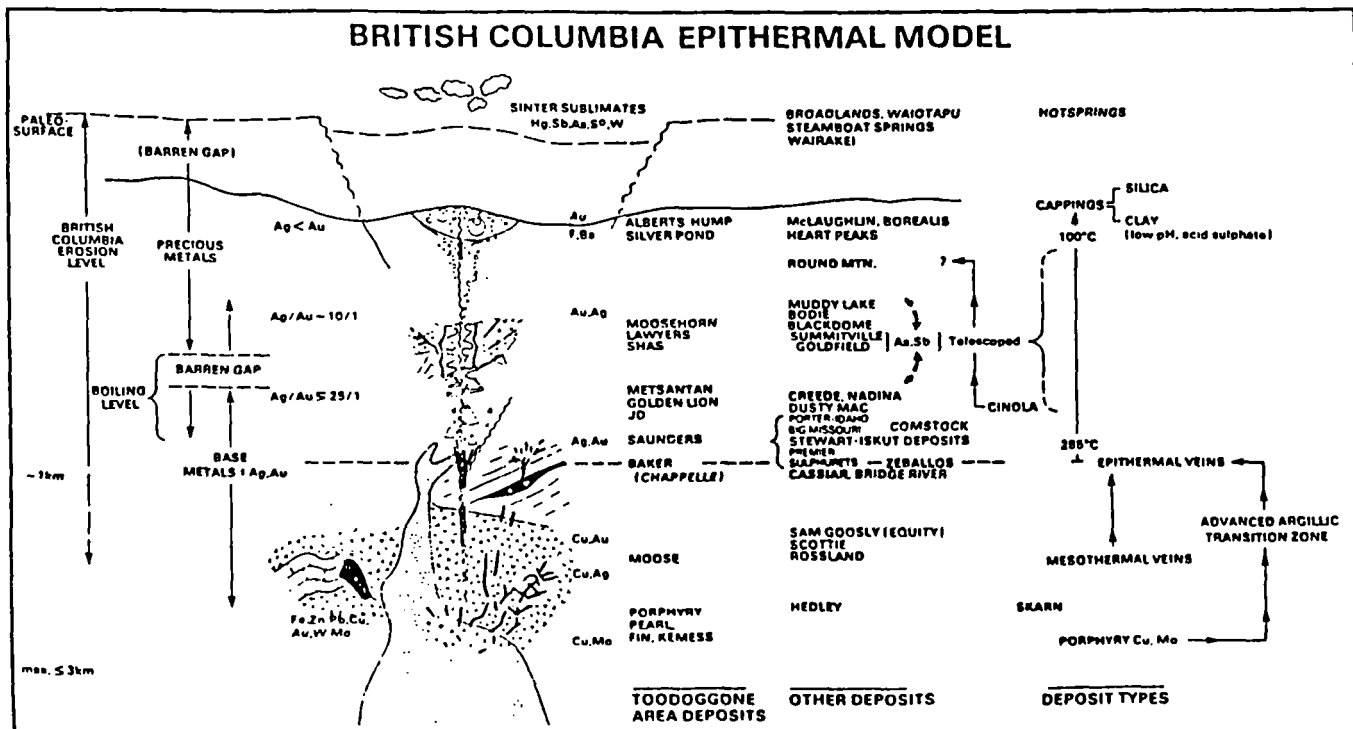 BRITISH COLUMBIA EPITHERMAL MODEL
PALEO-
SURFACE
(BARREN GAP)
BRITISH
COLUMBIA
EROSION
LEVEL
PRECIOUS
METALS
BARREN GAP
BOILING
LEVEL
BASE
METALS ± Ag,Au
~1km
max. ≤ 3km
Ag < Au
Ag/Au ~ 10/1
Ag/Au ≤ 25/1
SINTER SUBLIMATES
Hg,Sb,As, W
Fe,Zn Pb,Cu,
Au,W Mo
Au
F,Ba
Au,Ag
Ag,Au
Cu,Au
Cu,Ag
Cu,Mo
ALBERTS HUMP
SILVER POND
MOOSEHORN
LAWYERS
SHAS
METSANTAN
GOLDEN LION
JD
SAUNDERS
BAKER
(CHAPPELLE)
MOOSE
PORPHYRY
PEARL,
FIN, KEMESS
TOODOGGONE
AREA DEPOSITS
BROADLANDS, WAIOTAPU
STEAMBOAT SPRINGS
WAIRAKEI
McLAUGHLIN, BOREALIS
HEART PEAKS
ROUND MTN.
?
MUDDY LAKE
BODIE
BLACKDOME
SUMMITVILLE
GOLDFIELD
As,Sb
Telescoped
CREEDE, NADINA
DUSTY MAC
CINOLA
PORTER-IDAHO
BIG MISSOURI
COMSTOCK
STEWART-ISKUT DEPOSITS
PREMIER
SULPHURETS
ZEBALLOS
CASSIAR, BRIDGE RIVER
SAM GOOSLY (EQUITY)
SCOTTIE
ROSSLAND
HEDLEY
OTHER DEPOSITS
HOTSPRINGS
CAPPINGS
SILICA
CLAY
(low pH, acid sulphate)
100°C
285°C
EPITHERMAL VEINS
ADVANCED ARGILLIC
TRANSITION ZONE
MESOTHERMAL VEINS
SKARN
PORPHYRY Cu, Mo
DEPOSIT TYPES